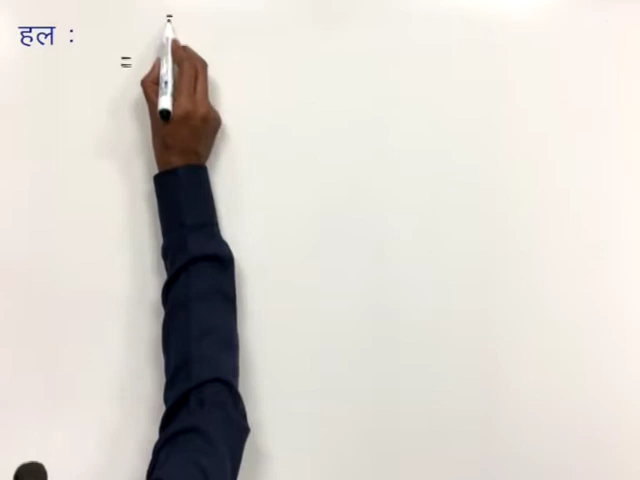 हल :
=